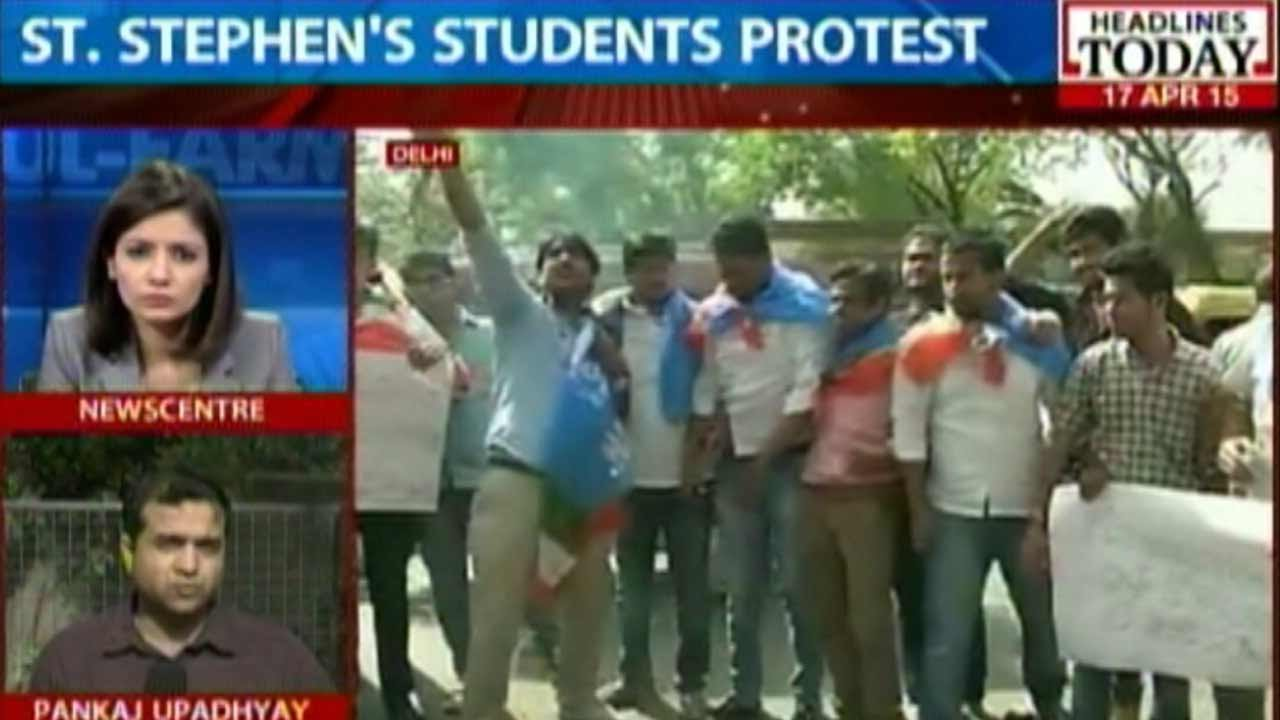 ST. STEPHEN'S STUDENTS PROTEST
HEADLINES
TODAY
17 APR 15
DELHI
NEWSCENTRE
PANKAJ UPADHYAY